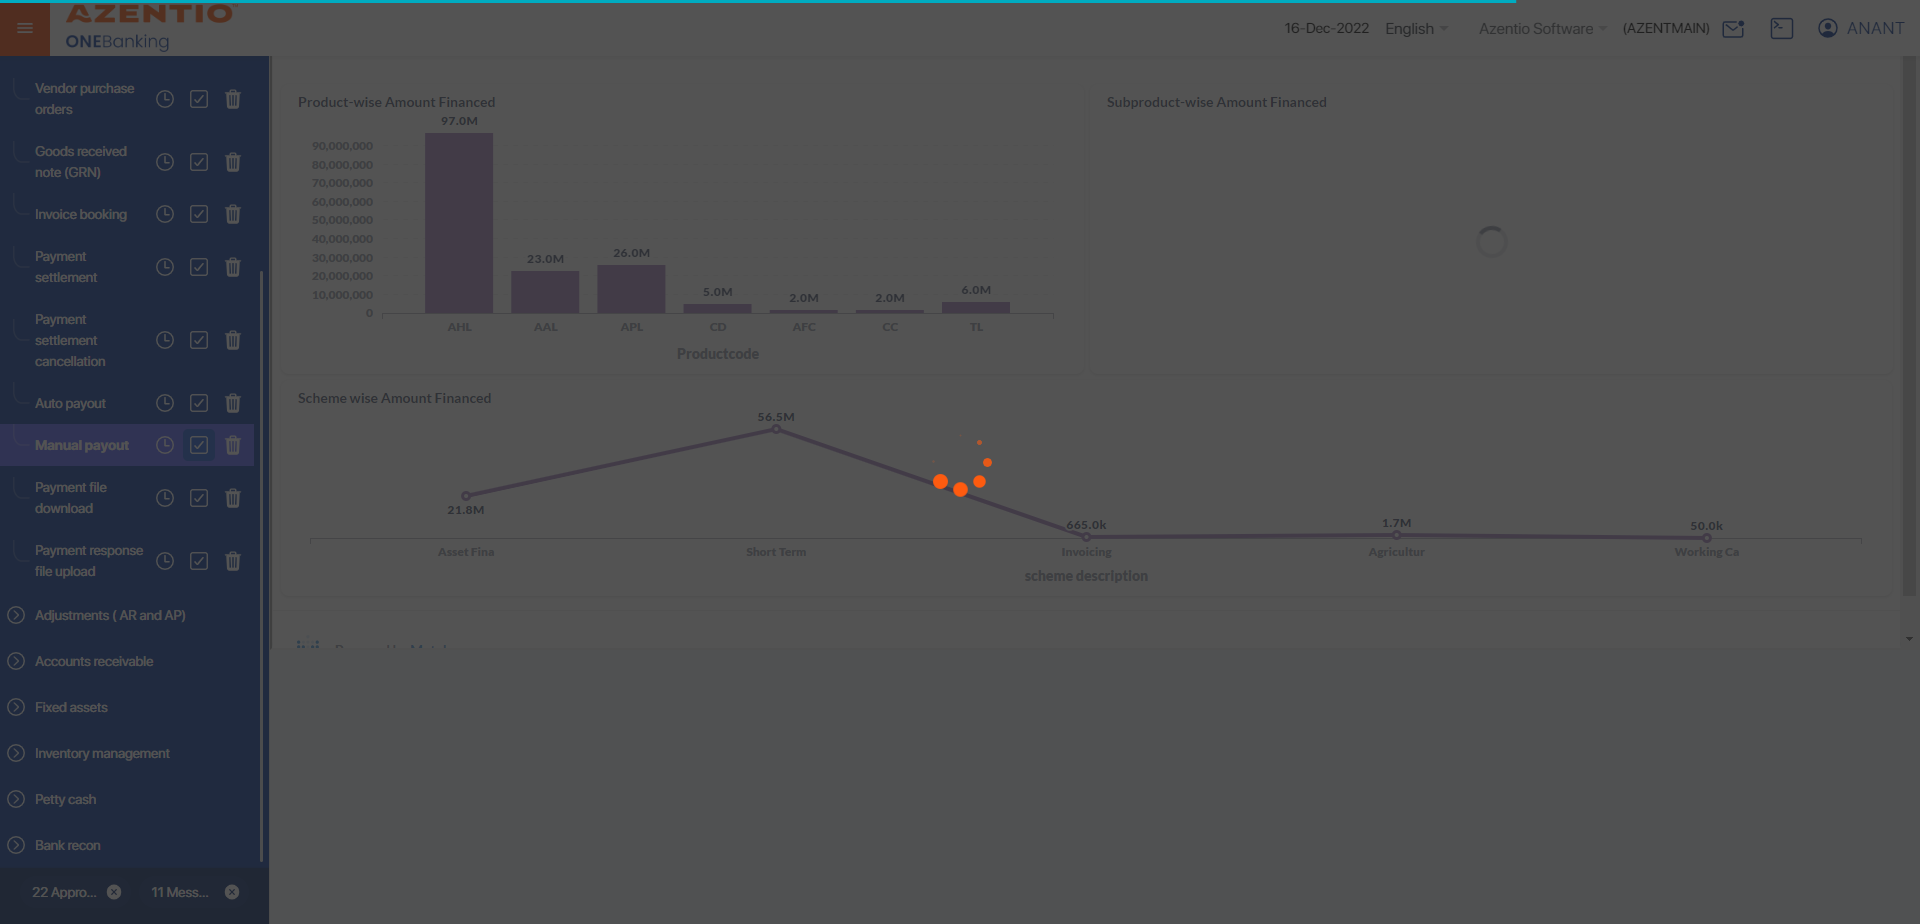 AZENTIO
ONEBanking
16-Dec-2022
English
Azentio Software
(AZENTMAIN)
ANANT
Vendor purchase
orders
Goods received
note (GRN)
Invoice booking
Payment
settlement
Payment
settlement
cancellation
Auto payout
Manual payout
Payment file
download
Payment response
file upload
Adjustments ( AR and AP)
Accounts receivable
Fixed assets
Inventory management
Petty cash
Bank recon
22 Appro...
11 Mess...
Product-wise Amount Financed
97.0M
90,000,000
80,000,000
70,000,000
60,000,000
50,000,000
40,000,000
30,000,000
20,000,000
10,000,000
0
23.0M
26.0M
5.0M
2.0M
2.0M
6.0M
AHL
AAL
APL
CD
AFC
CC
TL
Productcode
Subproduct-wise Amount Financed
Scheme wise Amount Financed
56.5M
21.8M
665.0k
1.7M
50.0k
Asset Fina
Short Term
Invoicing
Agricultur
Working Ca
scheme description